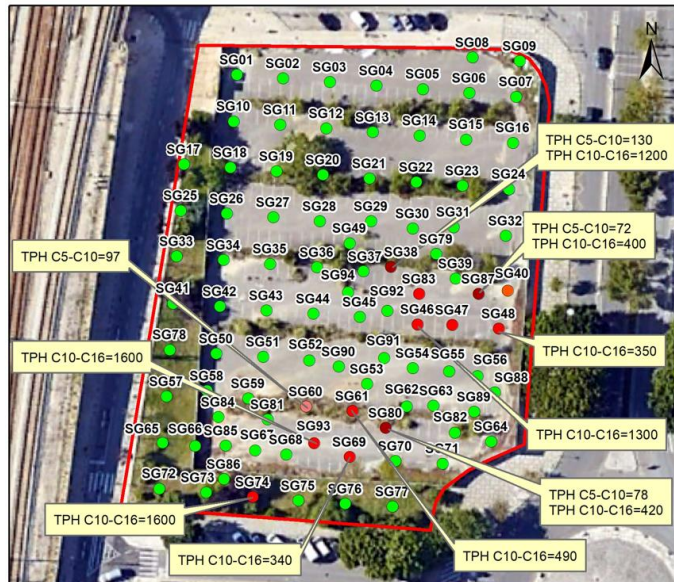 N
SG08
SG09
SG01
SG02
SG03
SG04
SG05
SG06
SG07
SG10
SG11
SG12
SG13
SG14
SG15
SG16
TPH C5-C10=130
TPH C10-C16=1200
SG17
SG18
SG19
SG20
SG21
SG22
SG23
SG24
SG25
SG26
SG27
SG28
SG29
SG30
SG31
SG32
TPH C5-C10=72
TPH C10-C16=400
SG49
SG79
TPH C5-C10=97
SG33
SG34
SG35
SG36
SG37
SG38
SG39
SG40
SG94
SG83
SG87
SG41
SG42
SG43
SG44
SG45
SG92
SG46
SG47
SG48
TPH C10-C16=350
SG78
SG50
SG51
SG52
SG90
SG91
SG54
SG55
SG56
TPH C10-C16=1600
SG57
SG58
SG59
SG60
SG53
SG61
SG62
SG63
SG88
SG89
SG84
SG81
SG93
SG80
SG82
SG64
TPH C10-C16=1300
SG65
SG66
SG85
SG67
SG68
SG69
SG70
SG71
SG72
SG73
SG86
SG74
SG75
SG76
SG77
TPH C5-C10=78
TPH C10-C16=420
TPH C10-C16=1600
TPH C10-C16=340
TPH C10-C16=490